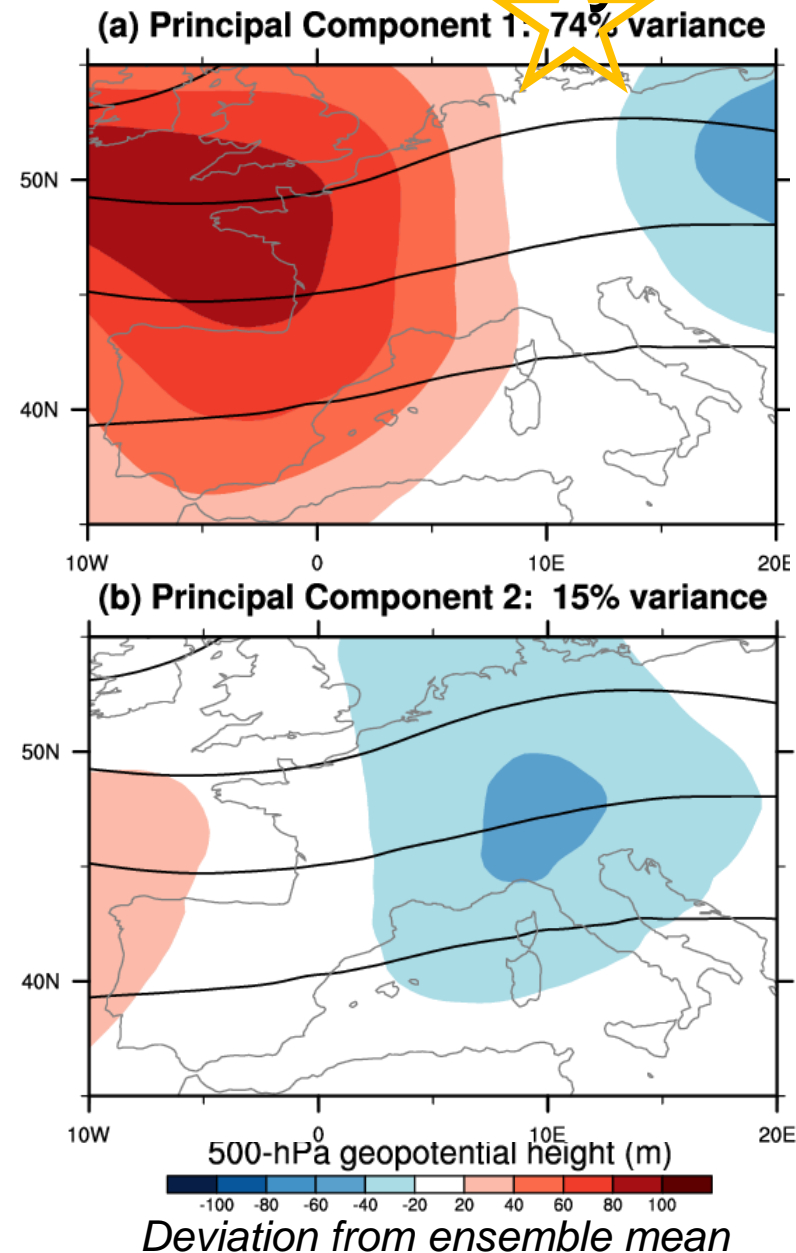 (a) Principal Component 1: 74% variance
50N
40N
10W 0 10E 20E
(b) Principal Component 2: 15% variance
50N
40N
10W 0 10E 20E
500-hPa geopotential height (m)
-100 -80 -60 -40 -20 20 40 60 80 100
Deviation from ensemble mean